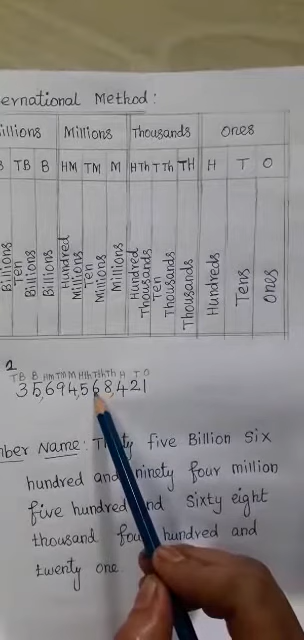 ernational Method :
illions Millions Thousands Ones
B TB B HM TM M HTh T Th TH H T O
Billions
Ten Billions
Billions
Hundred Millions
Ten Millions
Millions
Hundred Thousands
Ten Thousands
Thousands
Hundreds
Tens
Ones
TB B HM TM M HTh TTh Th H T O
35,694,568,421
mber Name: Thirty five Billion Six
hundred and ninety four million
five hundred and Sixty eight
thousand four hundred and
twenty one.